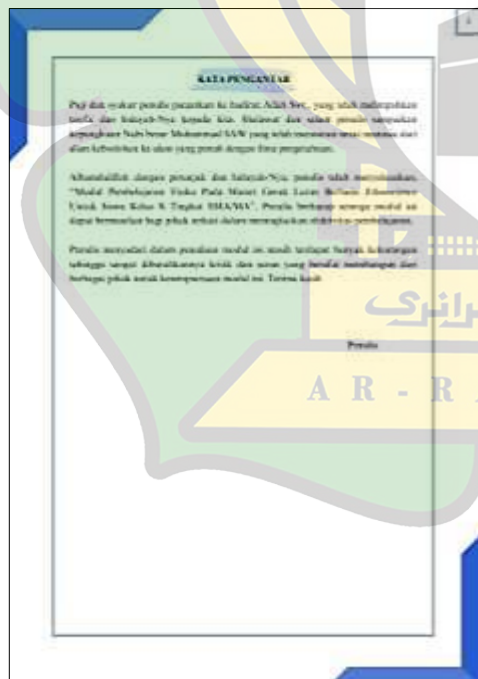 i
KATA PENGANTAR
Puji dan syukur penulis panjatkan ke hadirat Allah Swt, yang telah melimpahkan
taufik dan hidayah-Nya kepada kita. Shalawat dan salam penulis sampaikan
kepangkuan Nabi besar Muhammad SAW yang telah membawa umat manusia dari
alam kebodohan ke alam yang penuh dengan ilmu pengetahuan.
Alhamdulillah dengan petunjuk dan hidayah-Nya, penulis telah menyelesaikan
"Modul Pembelajaran Fisika Pada Materi Gerak Lurus Berbasis
Untuk Siswa Kelas X Tingkat SMA/MA". Penulis berharap semoga modul ini
dapat bermanfaat bagi pihak terkait dalam meningkatkan efektivitas pembelajaran.
Penulis menyadari dalam penulisan modul ini masih terdapat banyak kekurangan
sehingga sangat dibutuhkannya kritik dan saran yang bersifat membangun dari
berbagai pihak untuk kesempurnaan modul ini. Terima kasih
Penulis
الرانري
A R - R